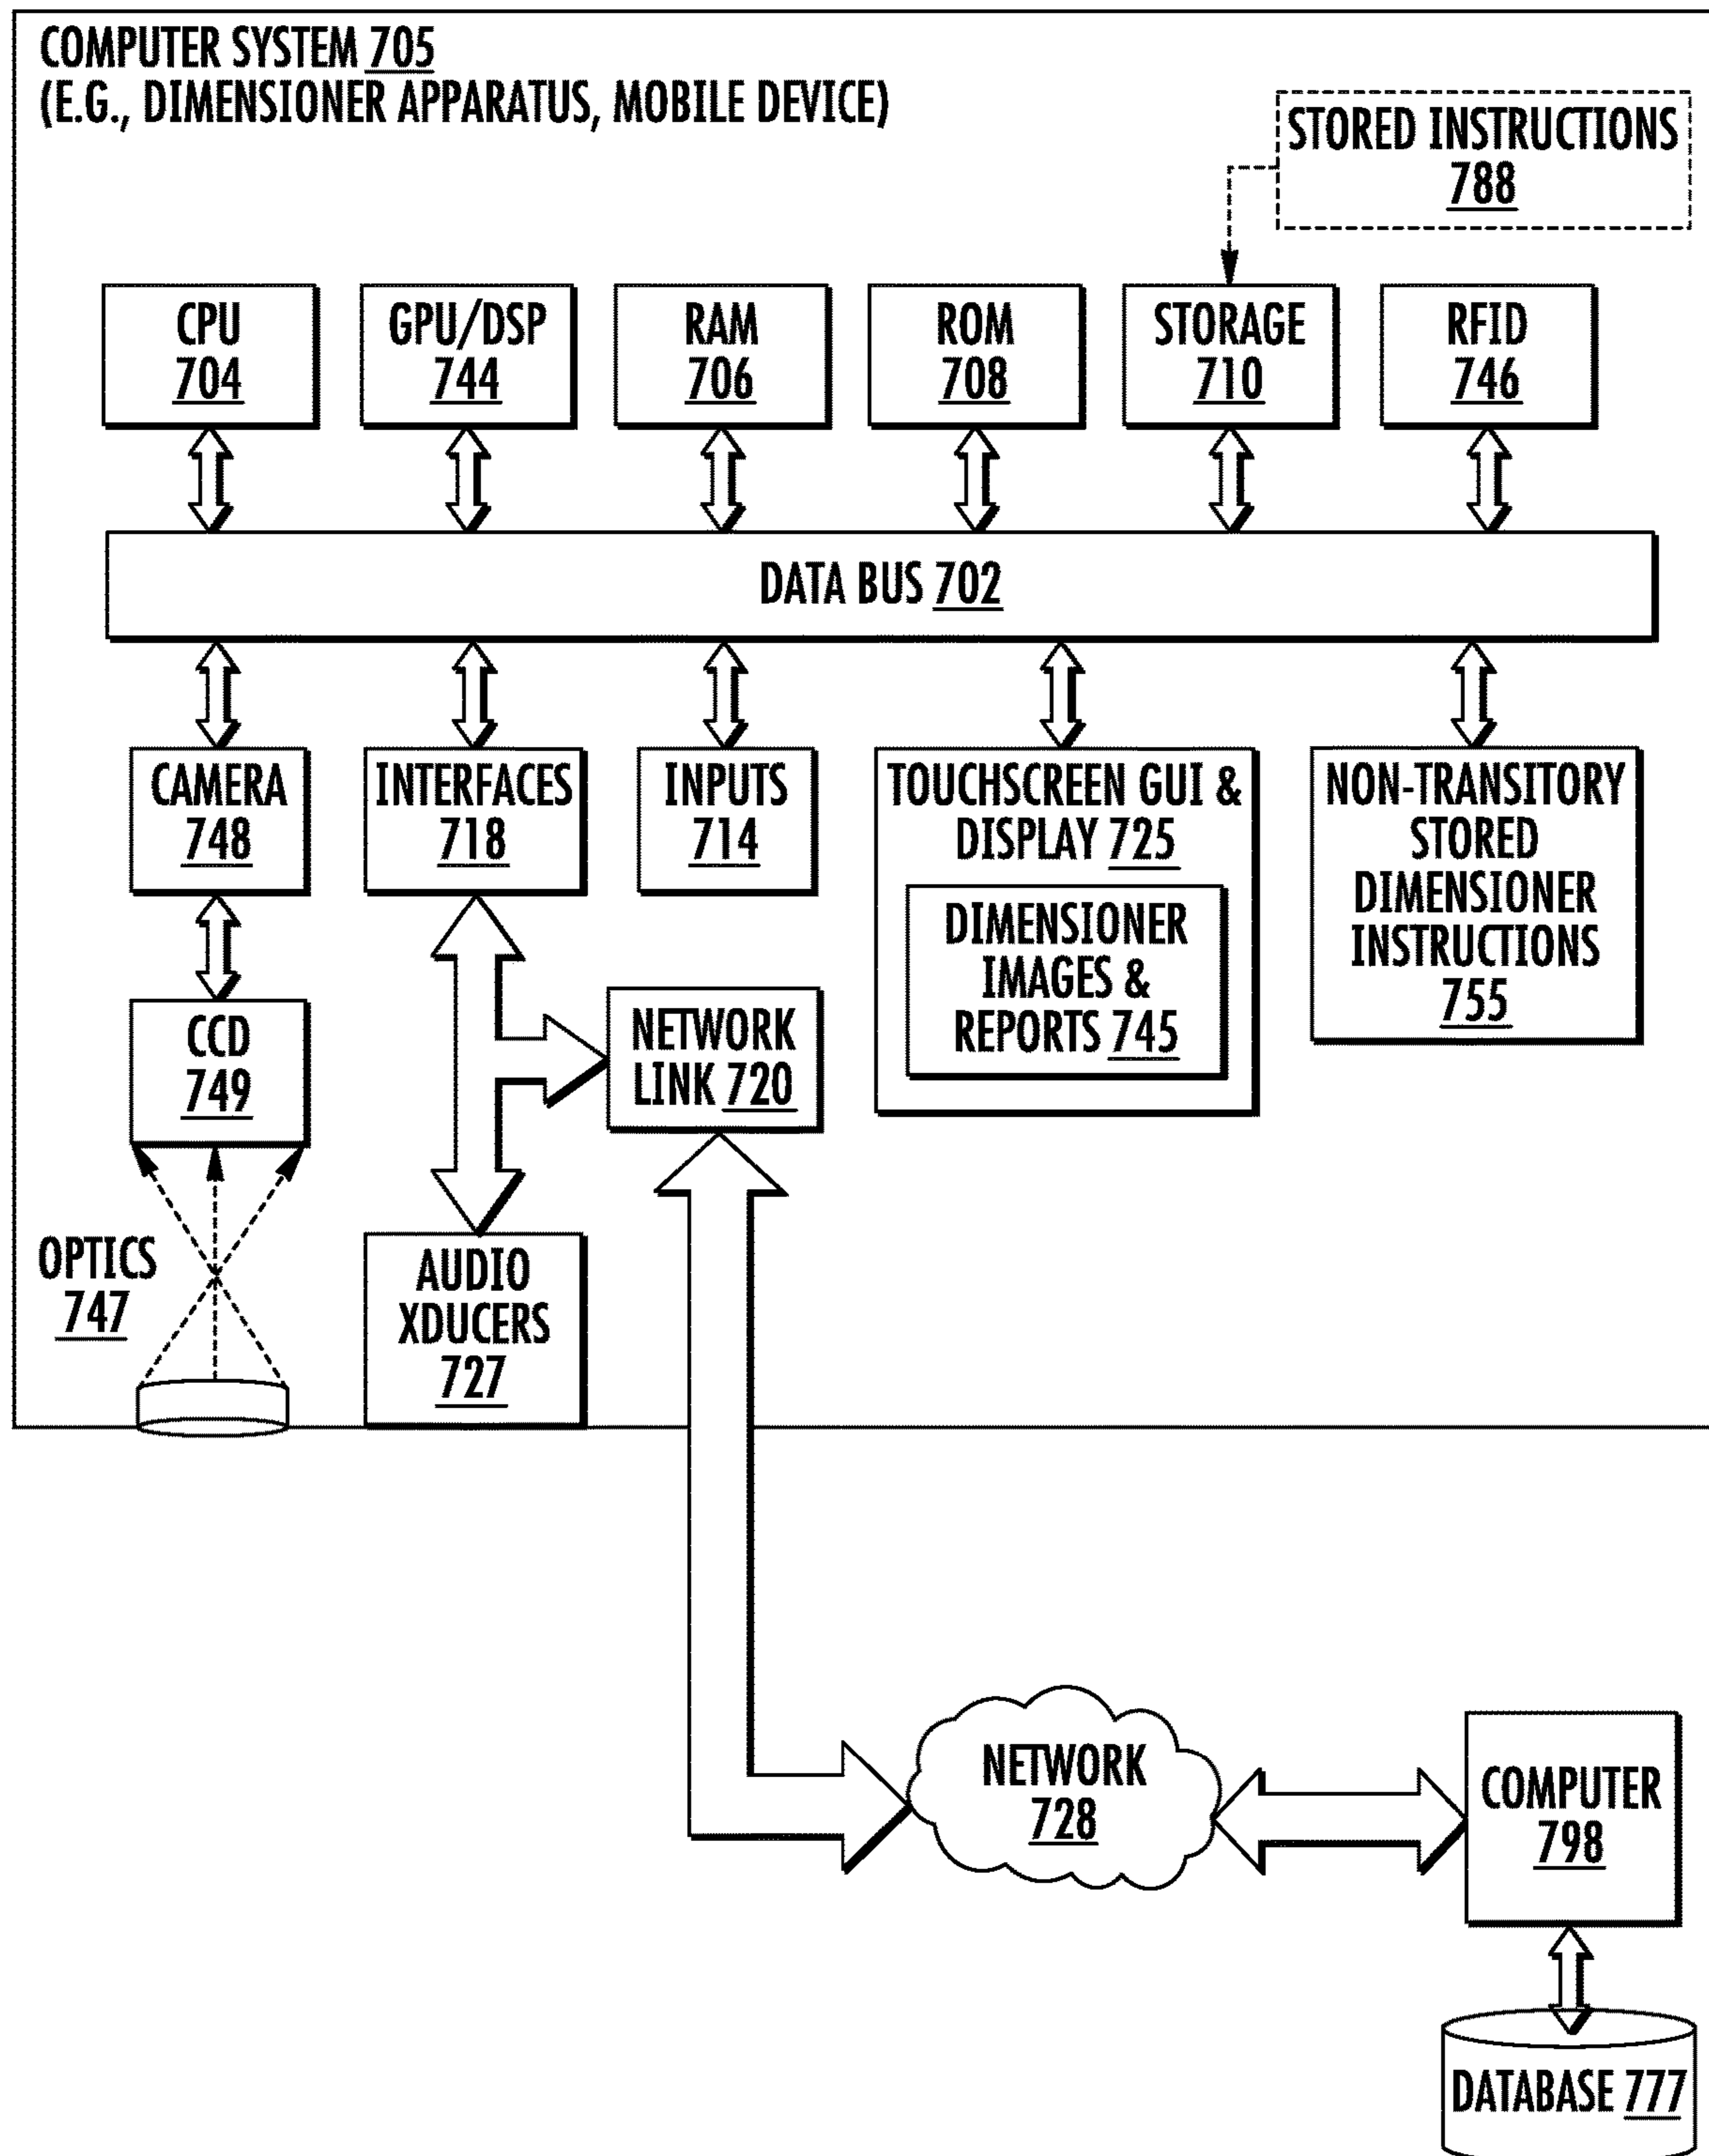 COMPUTER SYSTEM 705
(E.G., DIMENSIONER APPARATUS, MOBILE DEVICE)
STORED INSTRUCTIONS
788
CPU
704
GPU/DSP
744
RAM
706
ROM
708
STORAGE
710
RFID
746
DATA BUS 702
CAMERA
748
INTERFACES
718
INPUTS
714
TOUCHSCREEN GUI &
DISPLAY 725
DIMENSIONER
IMAGES &
REPORTS 745
NON-TRANSITORY
STORED
DIMENSIONER
INSTRUCTIONS
755
CCD
749
NETWORK
LINK 720
OPTICS
747
AUDIO
XDUCERS
727
NETWORK
728
COMPUTER
798
DATABASE 777